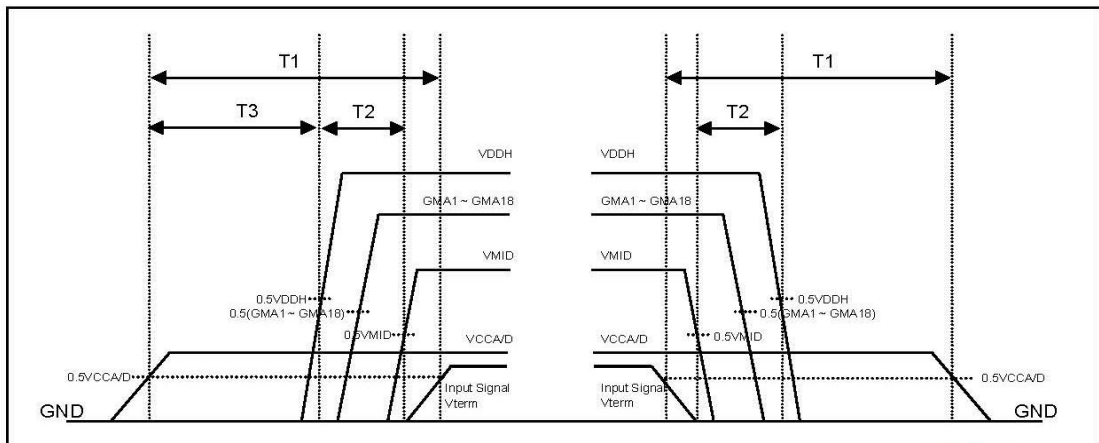 T1 T1
T3 T2 T2
VDDH VDDH
GMA1 ~ GMA18 GMA1 ~ GMA18
VMID VMID
0.5VDDH 0.5VDDH
0.5(GMA1 ~ GMA18) 0.5(GMA1 ~ GMA18)
0.5VMID 0.5VMID
VCCA/D VCCA/D
0.5VCCA/D 0.5VCCA/D
Input Signal Input Signal
Vterm Vterm
GND GND